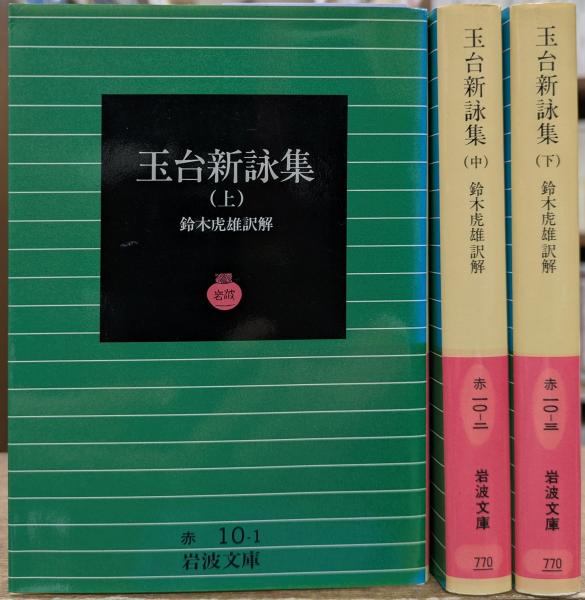 玉台新詠集
(上)
鈴木虎雄訳解
岩波
赤 10-1
岩波文庫
玉台新詠集(中)
鈴木虎雄訳解
赤一〇-二
岩波文庫
770
玉台新詠集(下)
鈴木虎雄訳解
赤一〇-三
岩波文庫
770